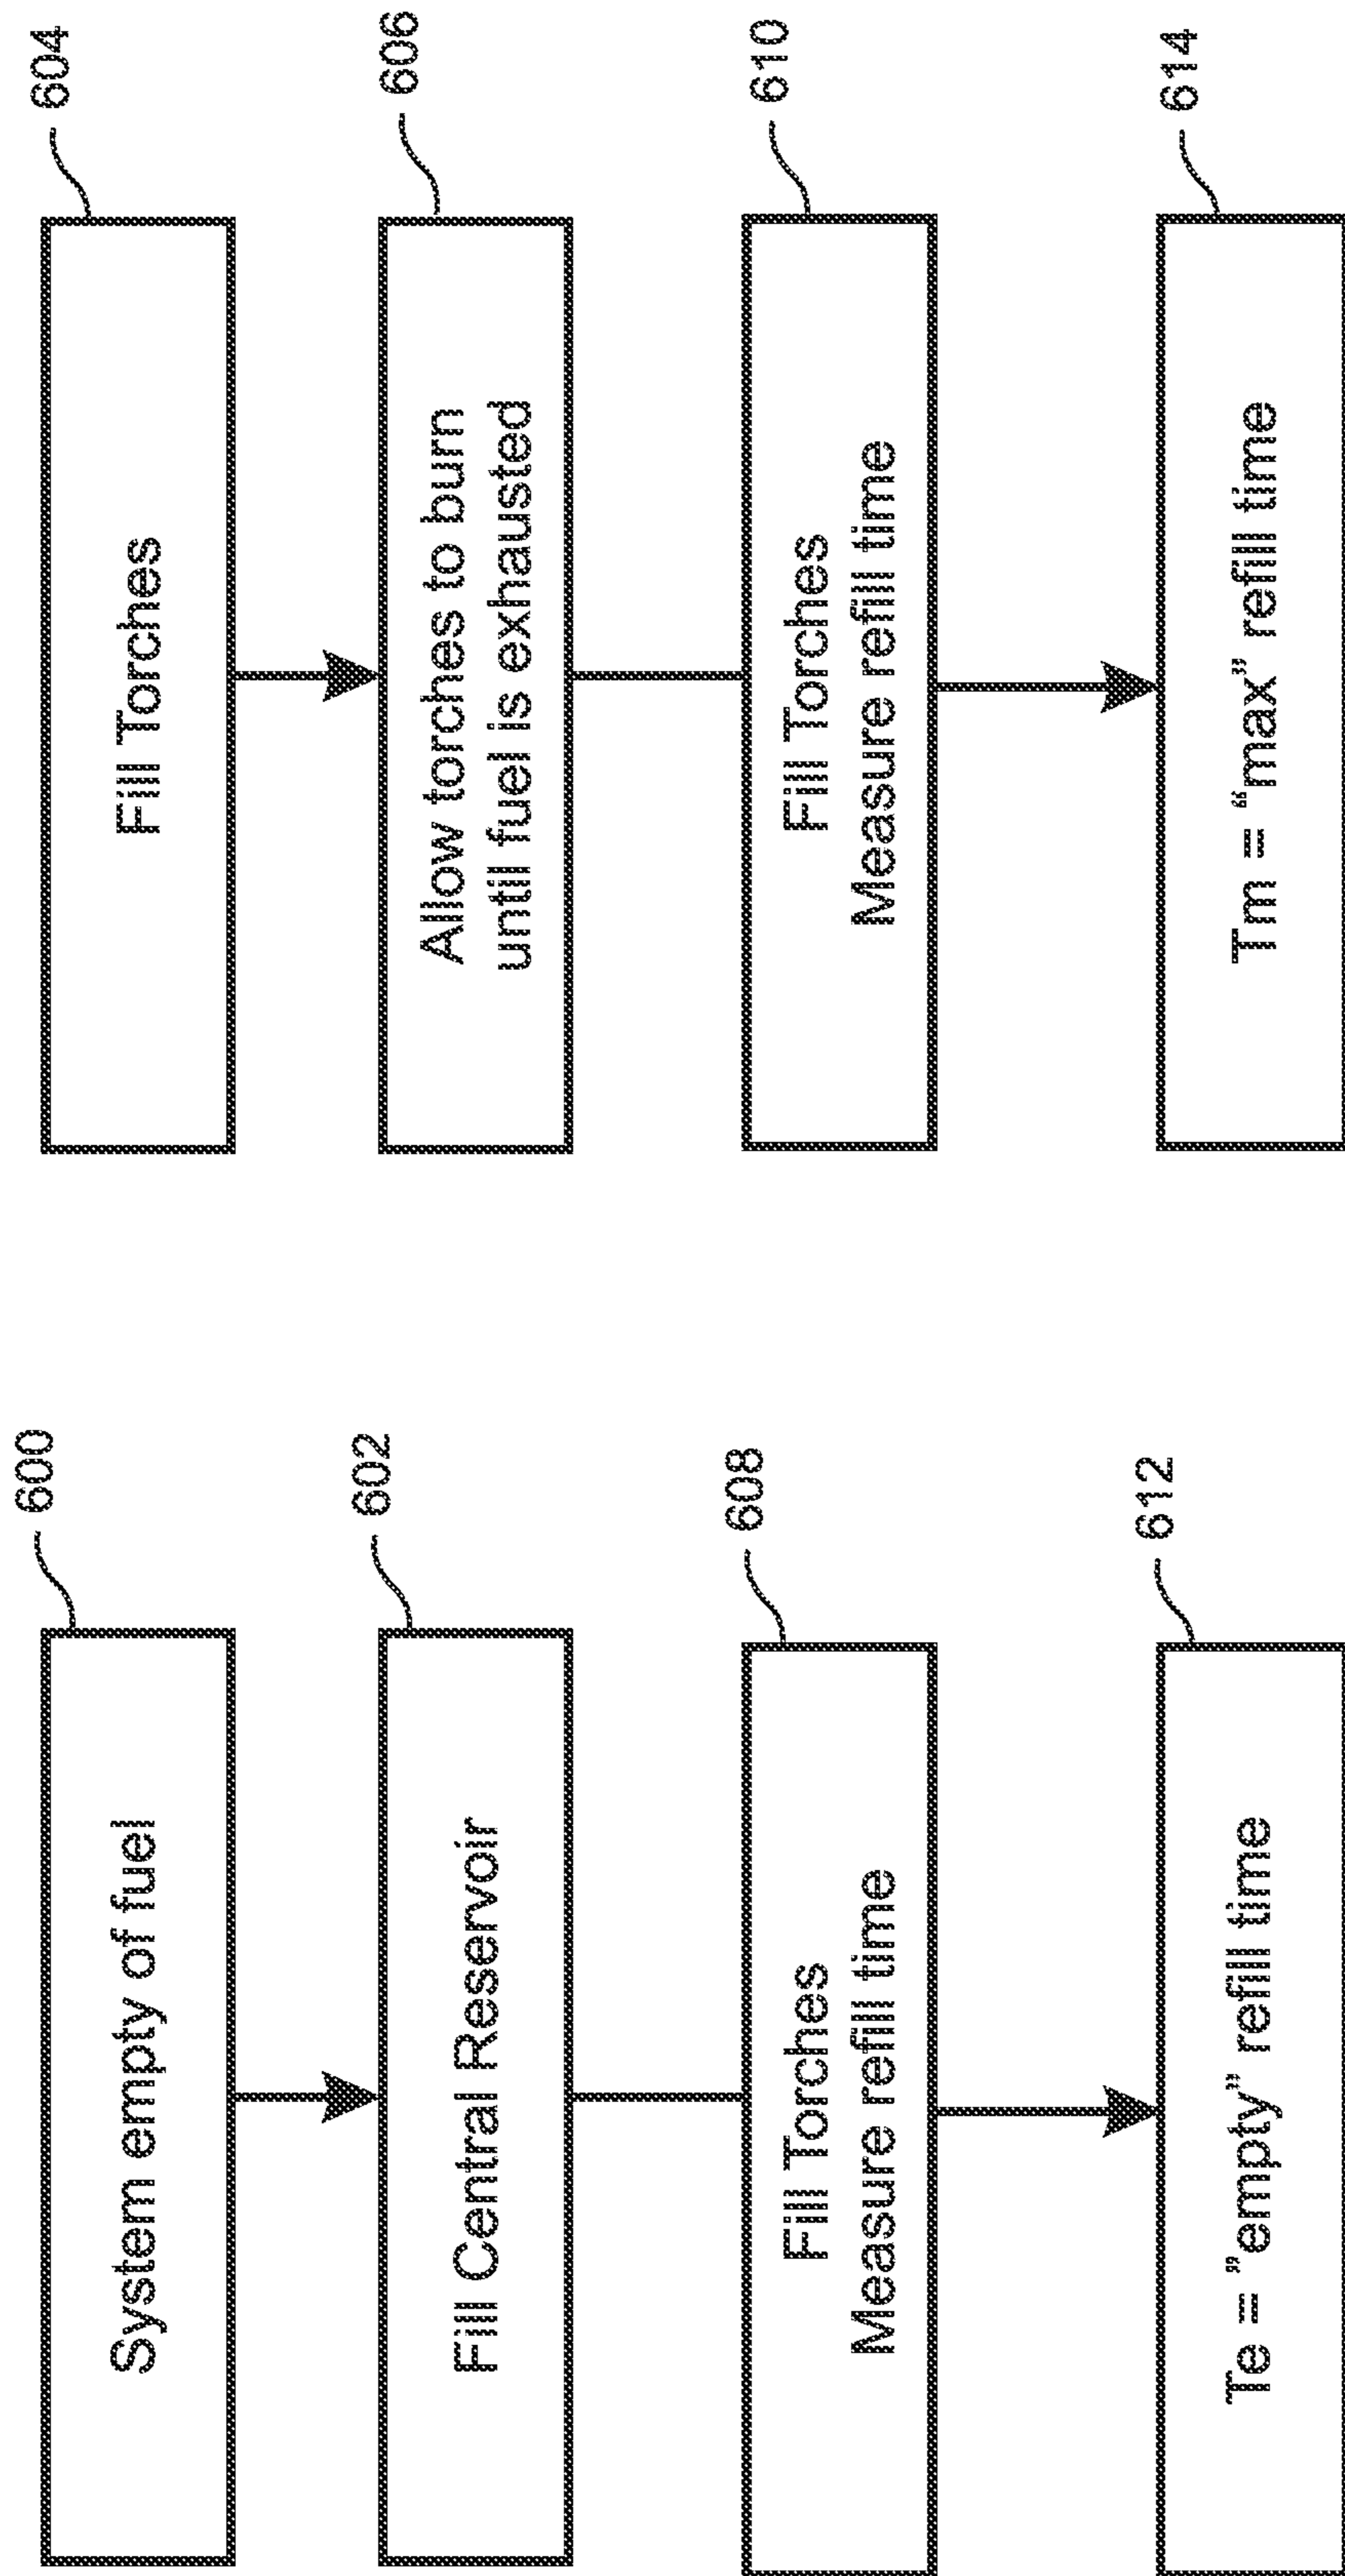 600
System empty of fuel
602
Fill Central Reservoir
608
Fill Torches
Measure refill time
612
Te = ”empty” refill time
604
Fill Torches
606
Allow torches to burn
until fuel is exhausted
610
Fill Torches
Measure refill time
614
Tm = “max” refill time